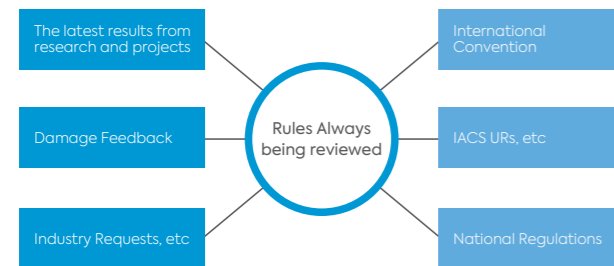 The latest results from
research and projects
Damage Feedback
Industry Requests, etc
Rules Always
being reviewed
International
Convention
IACS URs, etc
National Regulations